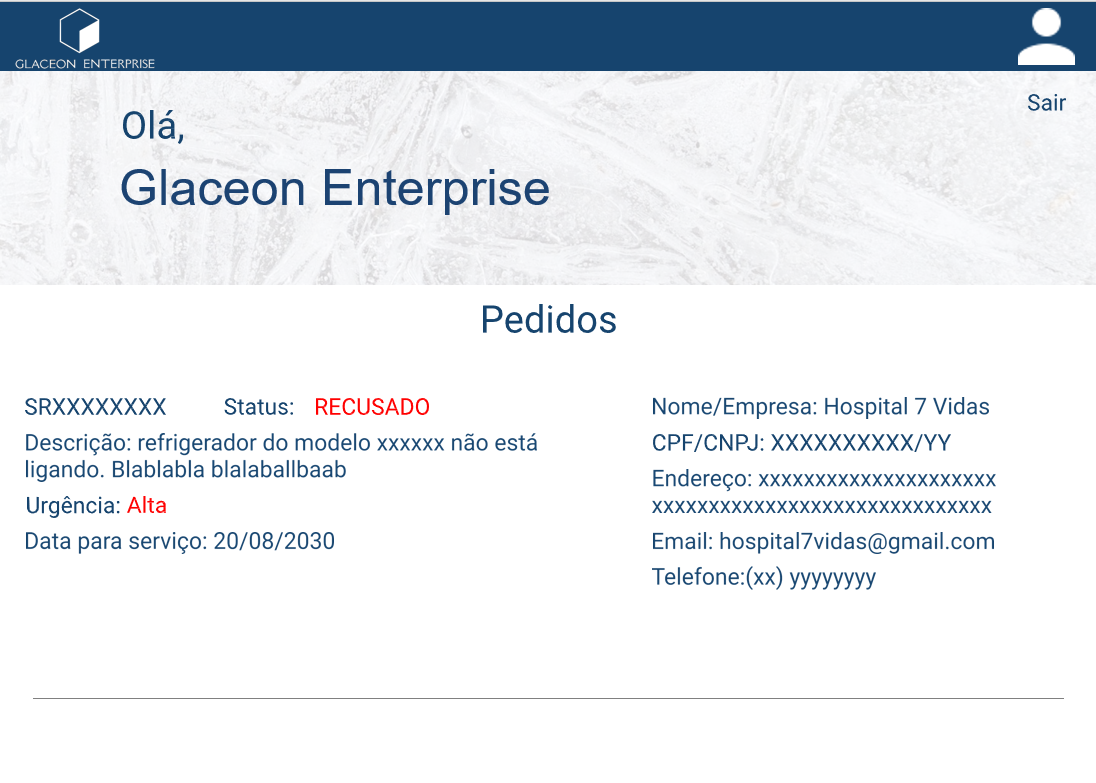 GLACEON ENTERPRISE
Sair
Olá,
Glaceon Enterprise
Pedidos
SRXXXXXXXX Status: RECUSADO
Descrição: refrigerador do modelo xxxxxx não está
ligando. Blablabla blalaballbaab
Urgência: Alta
Data para serviço: 20/08/2030
Nome/Empresa: Hospital 7 Vidas
CPF/CNPJ: XXXXXXXXXX/YY
Endereço: xxxxxxxxxxxxxxxxxxxxx
xxxxxxxxxxxxxxxxxxxxxxxxxxxxxx
Email: hospital7vidas@gmail.com
Telefone:(xx) yyyyyyyy